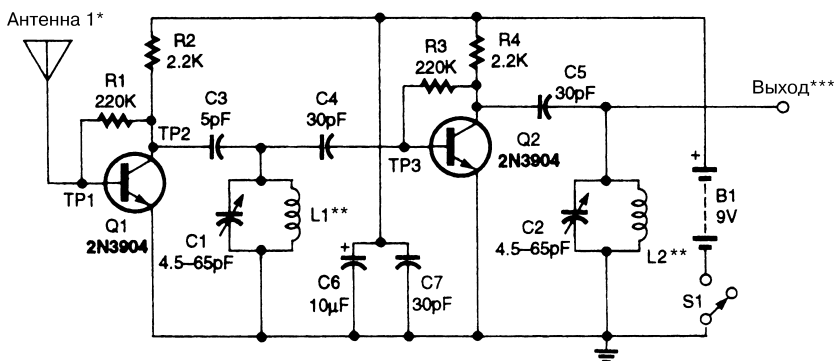 Антенна 1*
R1
220K
R2
2.2K
TP1
TP2
Q1
2N3904
C3
5pF
C1
4.5–65pF
L1**
C4
30pF
C6
10µF
+
C7
30pF
R3
220K
R4
2.2K
TP3
Q2
2N3904
C5
30pF
C2
4.5–65pF
L2**
Выход***
+
B1
9V
S1